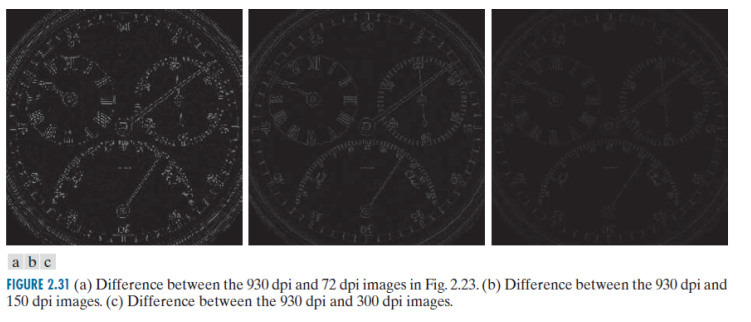 a b c
FIGURE 2.31 (a) Difference between the 930 dpi and 72 dpi images in Fig. 2.23. (b) Difference between the 930 dpi and
150 dpi images. (c) Difference between the 930 dpi and 300 dpi images.